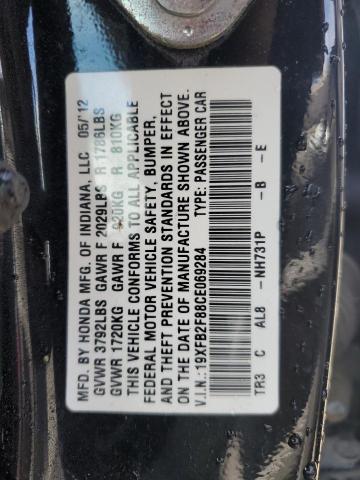 MFD. BY HONDA MFG. OF INDIANA, LLC 05/'12
GVWR 3792LBS GAWR F 2029LBS R 1786LBS
GVWR 1720KG GAWR F 920KG R 810KG
THIS VEHICLE CONFORMS TO ALL APPLICABLE
FEDERAL MOTOR VEHICLE SAFETY, BUMPER,
AND THEFT PREVENTION STANDARDS IN EFFECT
ON THE DATE OF MANUFACTURE SHOWN ABOVE.
V.I.N.: 19XFB2F88CE069284 TYPE: PASSENGER CAR
TR3 C AL8 -NH731P -B -E